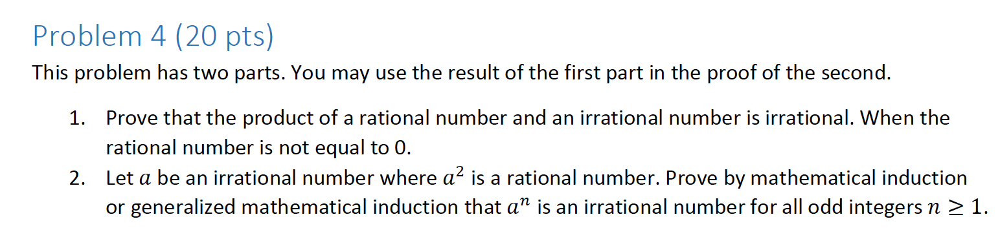 Problem 4 (20 pts)
This problem has two parts. You may use the result of the first part in the proof of the second.
1. Prove that the product of a rational number and an irrational number is irrational. When the
rational number is not equal to 0.
2. Let a be an irrational number where a² is a rational number. Prove by mathematical induction
or generalized mathematical induction that aⁿ is an irrational number for all odd integers n ≥ 1.